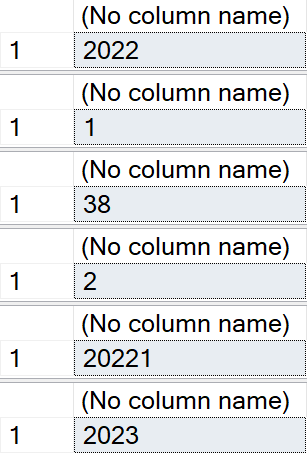 (No column name)
1 2022
(No column name)
1 1
(No column name)
1 38
(No column name)
1 2
(No column name)
1 20221
(No column name)
1 2023